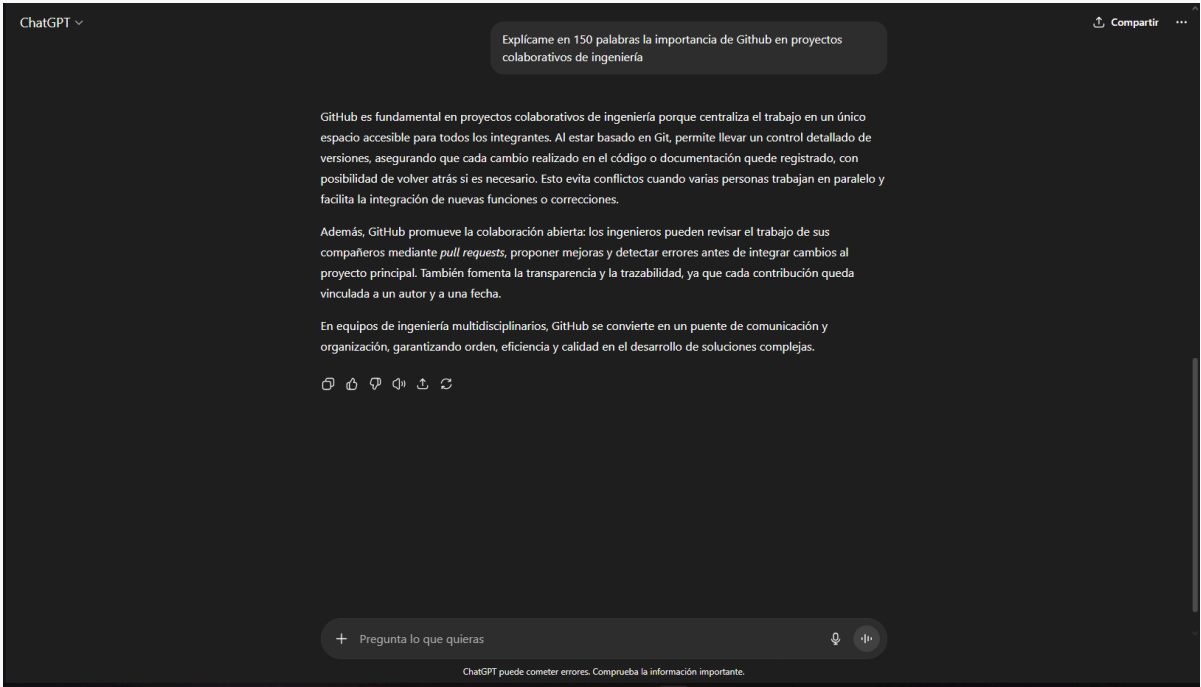 ChatGPT
Compartir
Explícame en 150 palabras la importancia de Github en proyectos
colaborativos de ingeniería
GitHub es fundamental en proyectos colaborativos de ingeniería porque centraliza el trabajo en un único
espacio accesible para todos los integrantes. Al estar basado en Git, permite llevar un control detallado de
versiones, asegurando que cada cambio realizado en el código o documentación quede registrado, con
posibilidad de volver atrás si es necesario. Esto evita conflictos cuando varias personas trabajan en paralelo y
facilita la integración de nuevas funciones o correcciones.
Además, GitHub promueve la colaboración abierta: los ingenieros pueden revisar el trabajo de sus
compañeros mediante pull requests, proponer mejoras y detectar errores antes de integrar cambios al
proyecto principal. También fomenta la transparencia y la trazabilidad, ya que cada contribución queda
vinculada a un autor y a una fecha.
En equipos de ingeniería multidisciplinarios, GitHub se convierte en un puente de comunicación y
organización, garantizando orden, eficiencia y calidad en el desarrollo de soluciones complejas.
Pregunta lo que quieras
ChatGPT puede cometer errores. Comprueba la información importante.